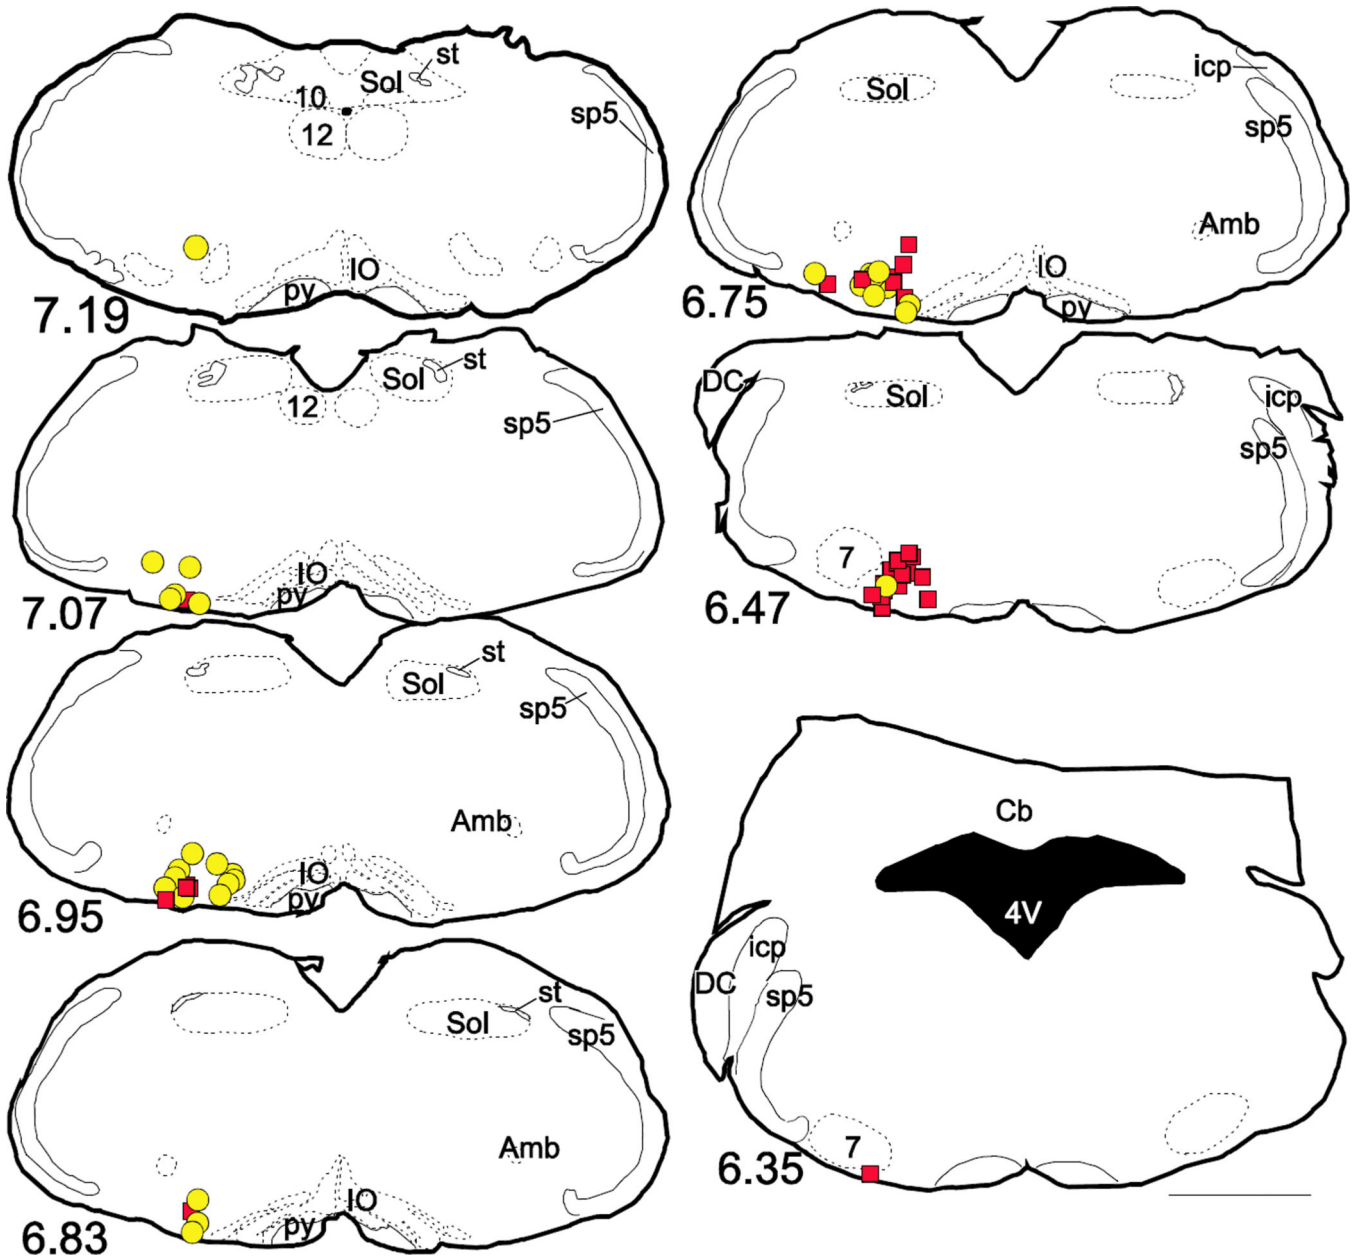 st
Sol
10
12
sp5
IO
py
7.19
st
Sol
12
sp5
IO
py
7.07
st
Sol
sp5
Amb
IO
py
6.95
st
Sol
sp5
Amb
IO
py
6.83
icp
Sol
sp5
Amb
IO
py
6.75
DC
Sol
icp
sp5
7
6.47
Cb
4V
icp
DC
sp5
7
6.35